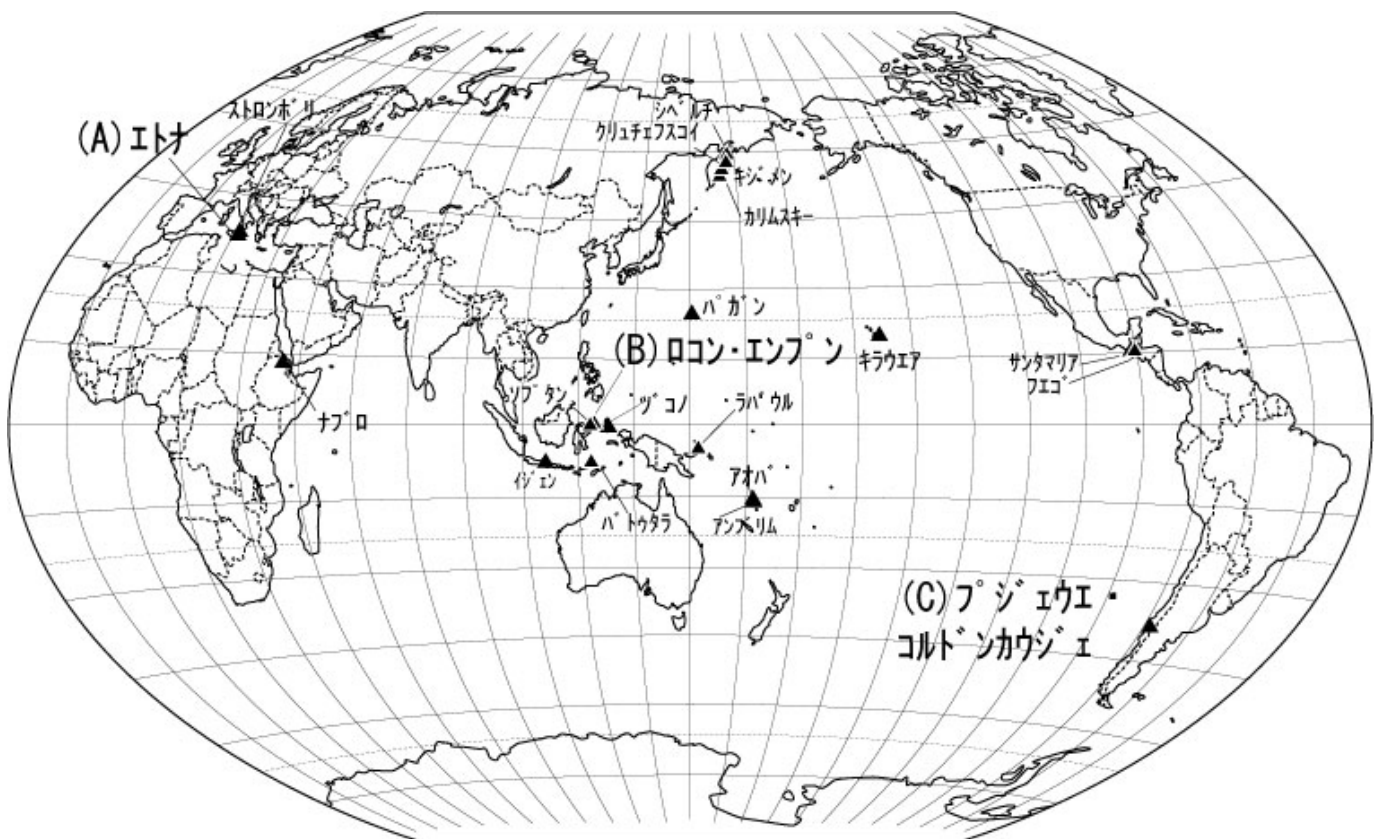 ストロンボリ
(A)エトナ
シベルチ
クリュチェフスコイ
キジメン
カリムスキー
パガン
(B)ロコン・エンプン
キラウエア
サンタマリア
フエゴ
ナブロ
ソプタン
ヅコノ
ラバウル
イジェン
バトゥタラ
アオバ
アンブリム
(C)プジェウエ・
コルドンカウジェ